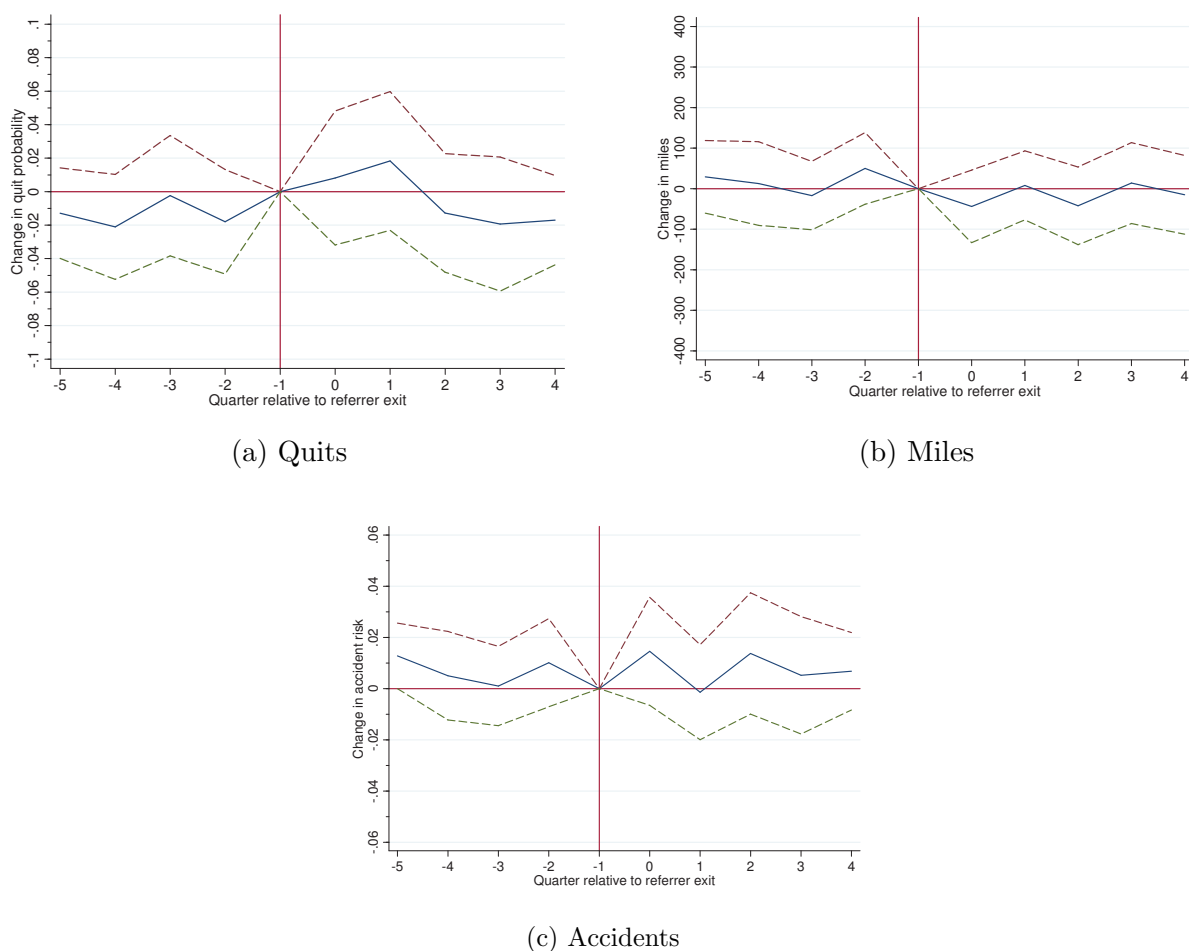 Change in quit probability
.1
.08
.06
.04
.02
0
-.02
-.04
-.06
-.08
-.1
-5 -4 -3 -2 -1 0 1 2 3 4
Quarter relative to referrer exit
(a) Quits
Change in miles
400
300
200
100
0
-100
-200
-300
-400
-5 -4 -3 -2 -1 0 1 2 3 4
Quarter relative to referrer exit
(b) Miles
Change in accident risk
.06
.04
.02
0
-.02
-.04
-.06
-5 -4 -3 -2 -1 0 1 2 3 4
Quarter relative to referrer exit
(c) Accidents